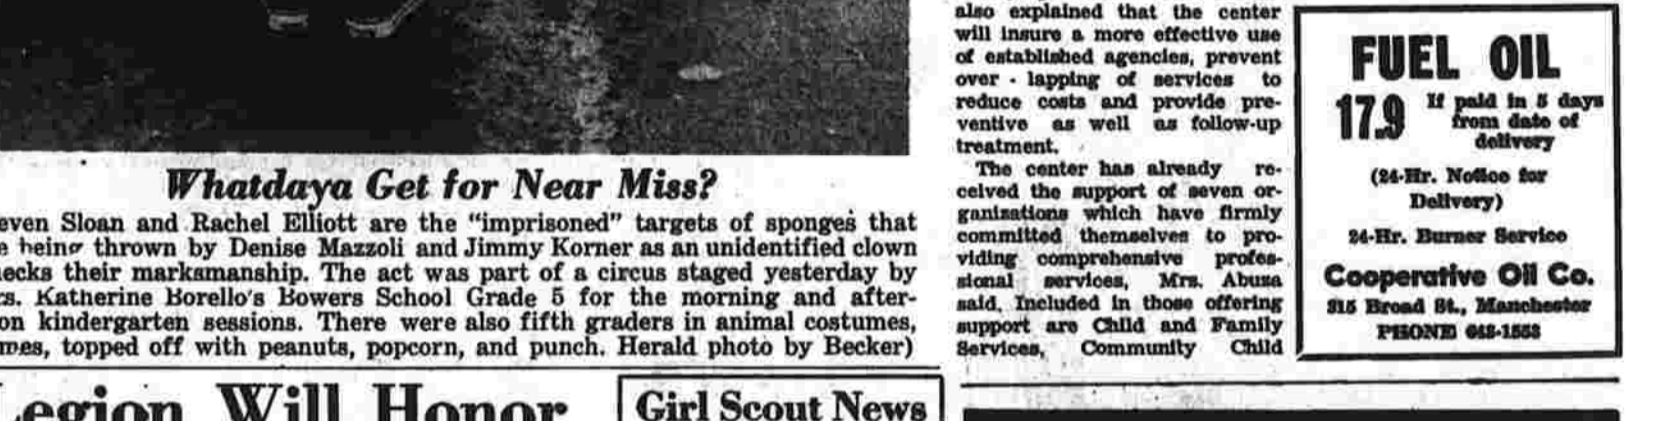 Whatdaya Get for Near Miss?
even Sloan and Rachel Elliott are the "imprisoned" targets of sponges that
e being thrown by Denise Mazzoli and Jimmy Korner as an unidentified clown
ecks their marksmanship. The act was part of a circus staged yesterday by
rs. Katherine Borello's Bowers School Grade 5 for the morning and after-
on kindergarten sessions. There were also fifth graders in animal costumes,
mes, topped off with peanuts, popcorn, and punch. Herald photo by Becker)
Legion Will Honor
Girl Scout News
also explained that the center
will insure a more effective use
of established agencies, prevent
over - lapping of services to
reduce costs and provide pre-
ventive as well as follow-up
treatment.
The center has already re-
ceived the support of seven or-
ganizations which have firmly
committed themselves to pro-
viding comprehensive profes-
sional services, Mrs. Abusa
said. Included in those offering
support are Child and Family
Services, Community Child
FUEL OIL
17.9 If paid in 5 days
from date of
delivery
(24-Hr. Notice for
Delivery)
24-Hr. Burner Service
Cooperative Oil Co.
315 Broad St., Manchester
PHONE 643-1553